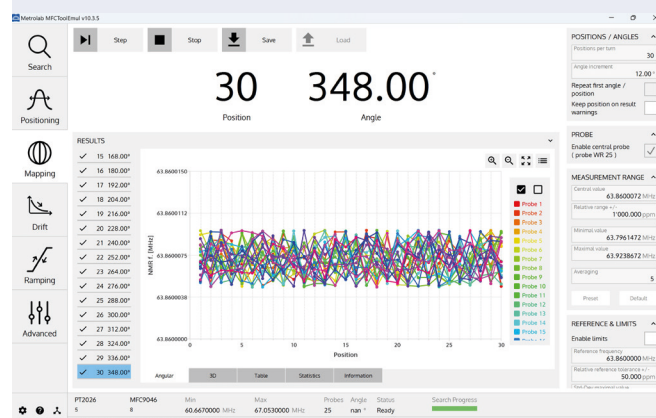 Metrolab MFCToolEmul v10.3.5
Search
Positioning
Mapping
Drift
Ramping
Advanced
Step
Stop
Save
Load
30
Position
348.00°
Angle
RESULTS
15 168.00°
16 180.00°
17 192.00°
18 204.00°
19 216.00°
20 228.00°
21 240.00°
22 252.00°
23 264.00°
24 276.00°
25 288.00°
26 300.00°
27 312.00°
28 324.00°
29 336.00°
30 348.00°
NMR f. [MHz]
63.8600150
63.8600112
63.8600075
63.8600038
63.8600000
0 5 10 15 20 25 30
Position
Probe 1
Probe 2
Probe 3
Probe 4
Probe 5
Probe 6
Probe 7
Probe 8
Probe 9
Probe 10
Probe 11
Probe 12
Probe 13
Probe 14
Probe 15
Angular
3D
Table
Statistics
Information
POSITIONS / ANGLES
Positions per turn
30
Angle increment
12.00 °
Repeat first angle /
position
Keep position on result
warnings
PROBE
Enable central probe
( probe WR 25 )
MEASUREMENT RANGE
Central value
63.8600072 MHz
Relative range +/-
1'000.000 ppm
Minimal value
63.7961472 MHz
Maximal value
63.9238672 MHz
Averaging
5
Preset
Default
REFERENCE & LIMITS
Enable limits
Reference frequency
63.8600000 MHz
Relative reference tolerance +/-
50.000 ppm
PT2026 MFC9046 Min Max Probes Angle Status Search Progress
5 8 60.6670000 MHz 67.0530000 MHz 25 nan ° Ready